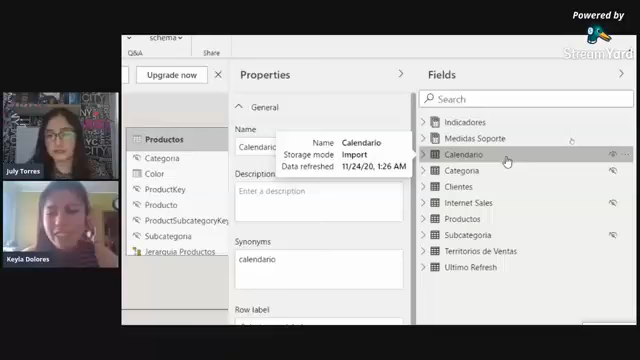 Powered by
StreamYard
schema
Q&A
Share
Upgrade now
Properties
Fields
Search
General
Name
Calendario
Name Calendario
Storage mode Import
Data refreshed 11/24/20, 1:26 AM
Description
Enter a description
Synonyms
calendario
Row label
Productos
Categoria
Color
ProductKey
Producto
ProductSubcategoryKey
Subcategoria
Jerarquia Productos
Indicadores
Medidas Soporte
Calendario
Categoria
Clientes
Internet Sales
Productos
Subcategoria
Territorios de Ventas
Ultimo Refresh
July Torres
Keyla Dolores